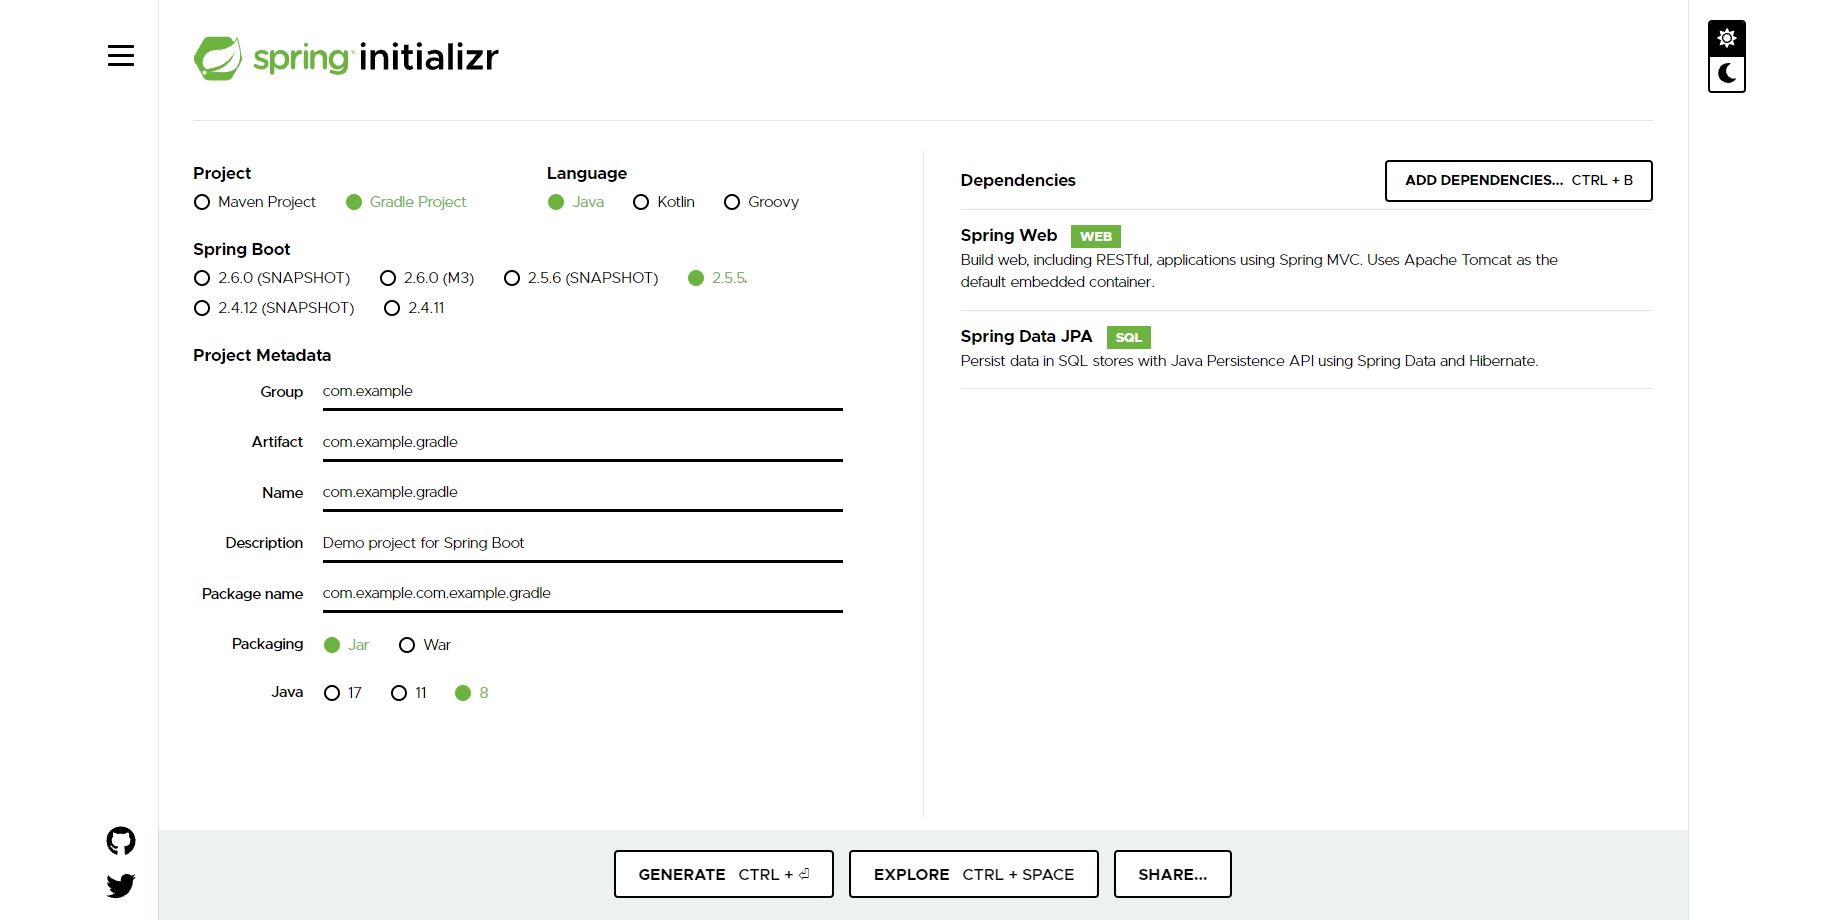 spring initializr
Project
Maven Project Gradle Project
Language
Java Kotlin Groovy
Spring Boot
2.6.0 (SNAPSHOT) 2.6.0 (M3) 2.5.6 (SNAPSHOT) 2.5.5.
2.4.12 (SNAPSHOT) 2.4.11
Project Metadata
Group com.example
Artifact com.example.gradle
Name com.example.gradle
Description Demo project for Spring Boot
Package name com.example.com.example.gradle
Packaging Jar War
Java 17 11 8
Dependencies ADD DEPENDENCIES... CTRL + B
Spring Web WEB
Build web, including RESTful, applications using Spring MVC. Uses Apache Tomcat as the
default embedded container.
Spring Data JPA SQL
Persist data in SQL stores with Java Persistence API using Spring Data and Hibernate.
GENERATE CTRL + ⏎ EXPLORE CTRL + SPACE SHARE...